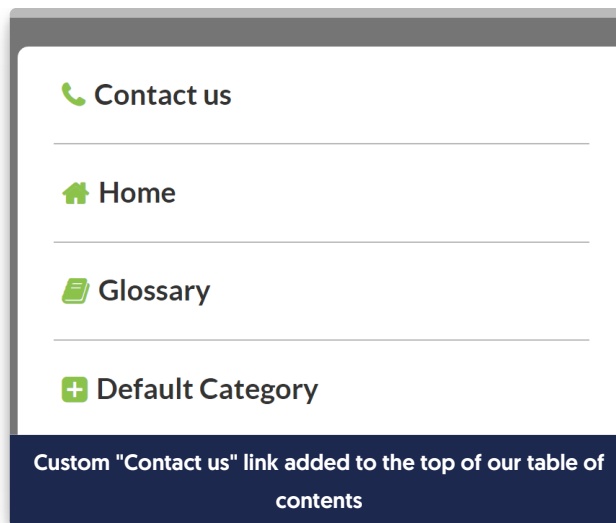 Contact us
Home
Glossary
Default Category
Custom "Contact us" link added to the top of our table of
contents